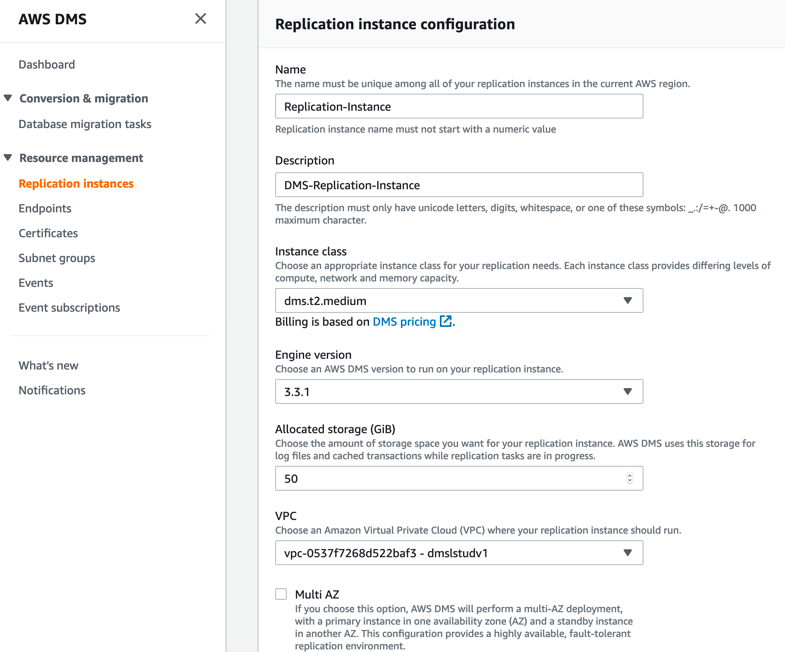 AWS DMS
Dashboard
Conversion & migration
Database migration tasks
Resource management
Replication instances
Endpoints
Certificates
Subnet groups
Events
Event subscriptions
What's new
Notifications
Replication instance configuration
Name
The name must be unique among all of your replication instances in the current AWS region.
Replication-Instance
Replication instance name must not start with a numeric value
Description
DMS-Replication-Instance
The description must only have unicode letters, digits, whitespace, or one of these symbols: _.:/=+-@. 1000
maximum character.
Instance class
Choose an appropriate instance class for your replication needs. Each instance class provides differing levels of
compute, network and memory capacity.
dms.t2.medium
Billing is based on DMS pricing.
Engine version
Choose an AWS DMS version to run on your replication instance.
3.3.1
Allocated storage (GiB)
Choose the amount of storage space you want for your replication instance. AWS DMS uses this storage for
log files and cached transactions while replication tasks are in progress.
50
VPC
Choose an Amazon Virtual Private Cloud (VPC) where your replication instance should run.
vpc-0537f7268d522baf3 - dmslstudv1
Multi AZ
If you choose this option, AWS DMS will perform a multi-AZ deployment,
with a primary instance in one availability zone (AZ) and a standby instance
in another AZ. This configuration provides a highly available, fault-tolerant
replication environment.